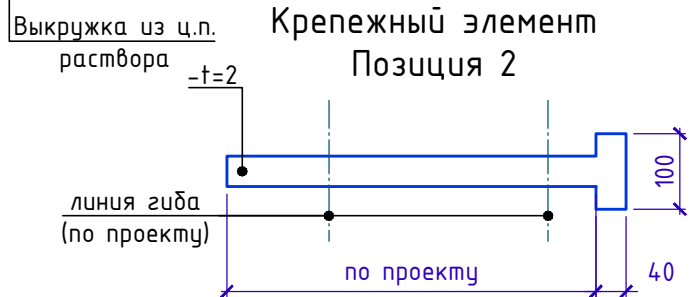 Выкружка из ц.п.
раствора
Крепежный элемент
Позиция 2
-t=2
линия гиба
(по проекту)
100
по проекту
40